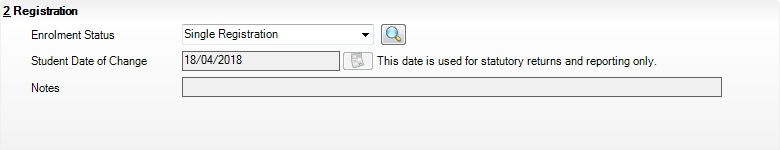 2 Registration
Enrolment Status Single Registration
Student Date of Change 18/04/2018 This date is used for statutory returns and reporting only.
Notes